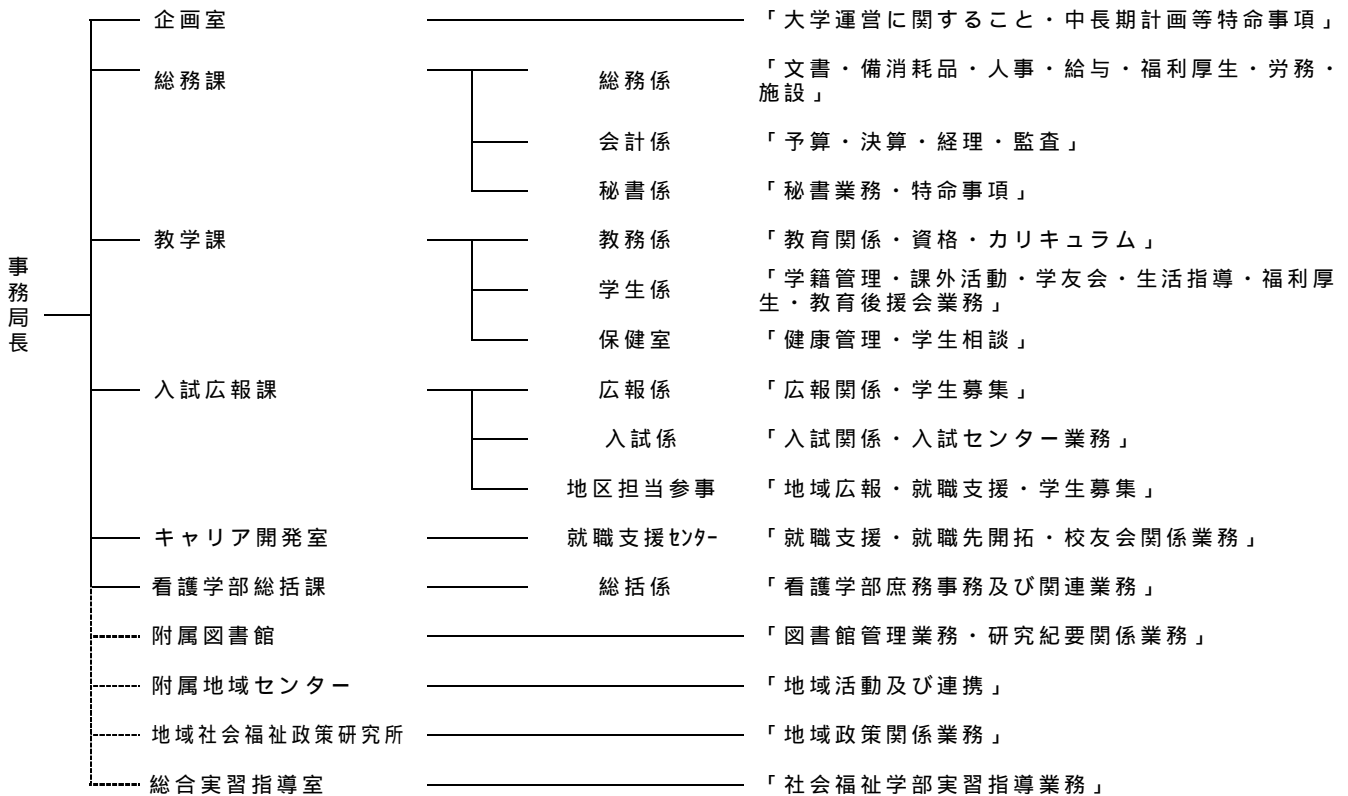 企画室 「大学運営に関すること・中長期計画等特命事項」
総務課 総務係 「文書・備消耗品・人事・給与・福利厚生・労務・
施設」
会計係 「予算・決算・経理・監査」
秘書係 「秘書業務・特命事項」
教学課 教務係 「教育関係・資格・カリキュラム」
事務局長
学生係 「学籍管理・課外活動・学友会・生活指導・福利厚
生・教育後援会業務」
保健室 「健康管理・学生相談」
入試広報課 広報係 「広報関係・学生募集」
入試係 「入試関係・入試センター業務」
地区担当参事 「地域広報・就職支援・学生募集」
キャリア開発室 就職支援ｾﾝﾀｰ 「就職支援・就職先開拓・校友会関係業務」
看護学部総括課 総括係 「看護学部庶務事務及び関連業務」
附属図書館 「図書館管理業務・研究紀要関係業務」
附属地域センター 「地域活動及び連携」
地域社会福祉政策研究所 「地域政策関係業務」
総合実習指導室 「社会福祉学部実習指導業務」